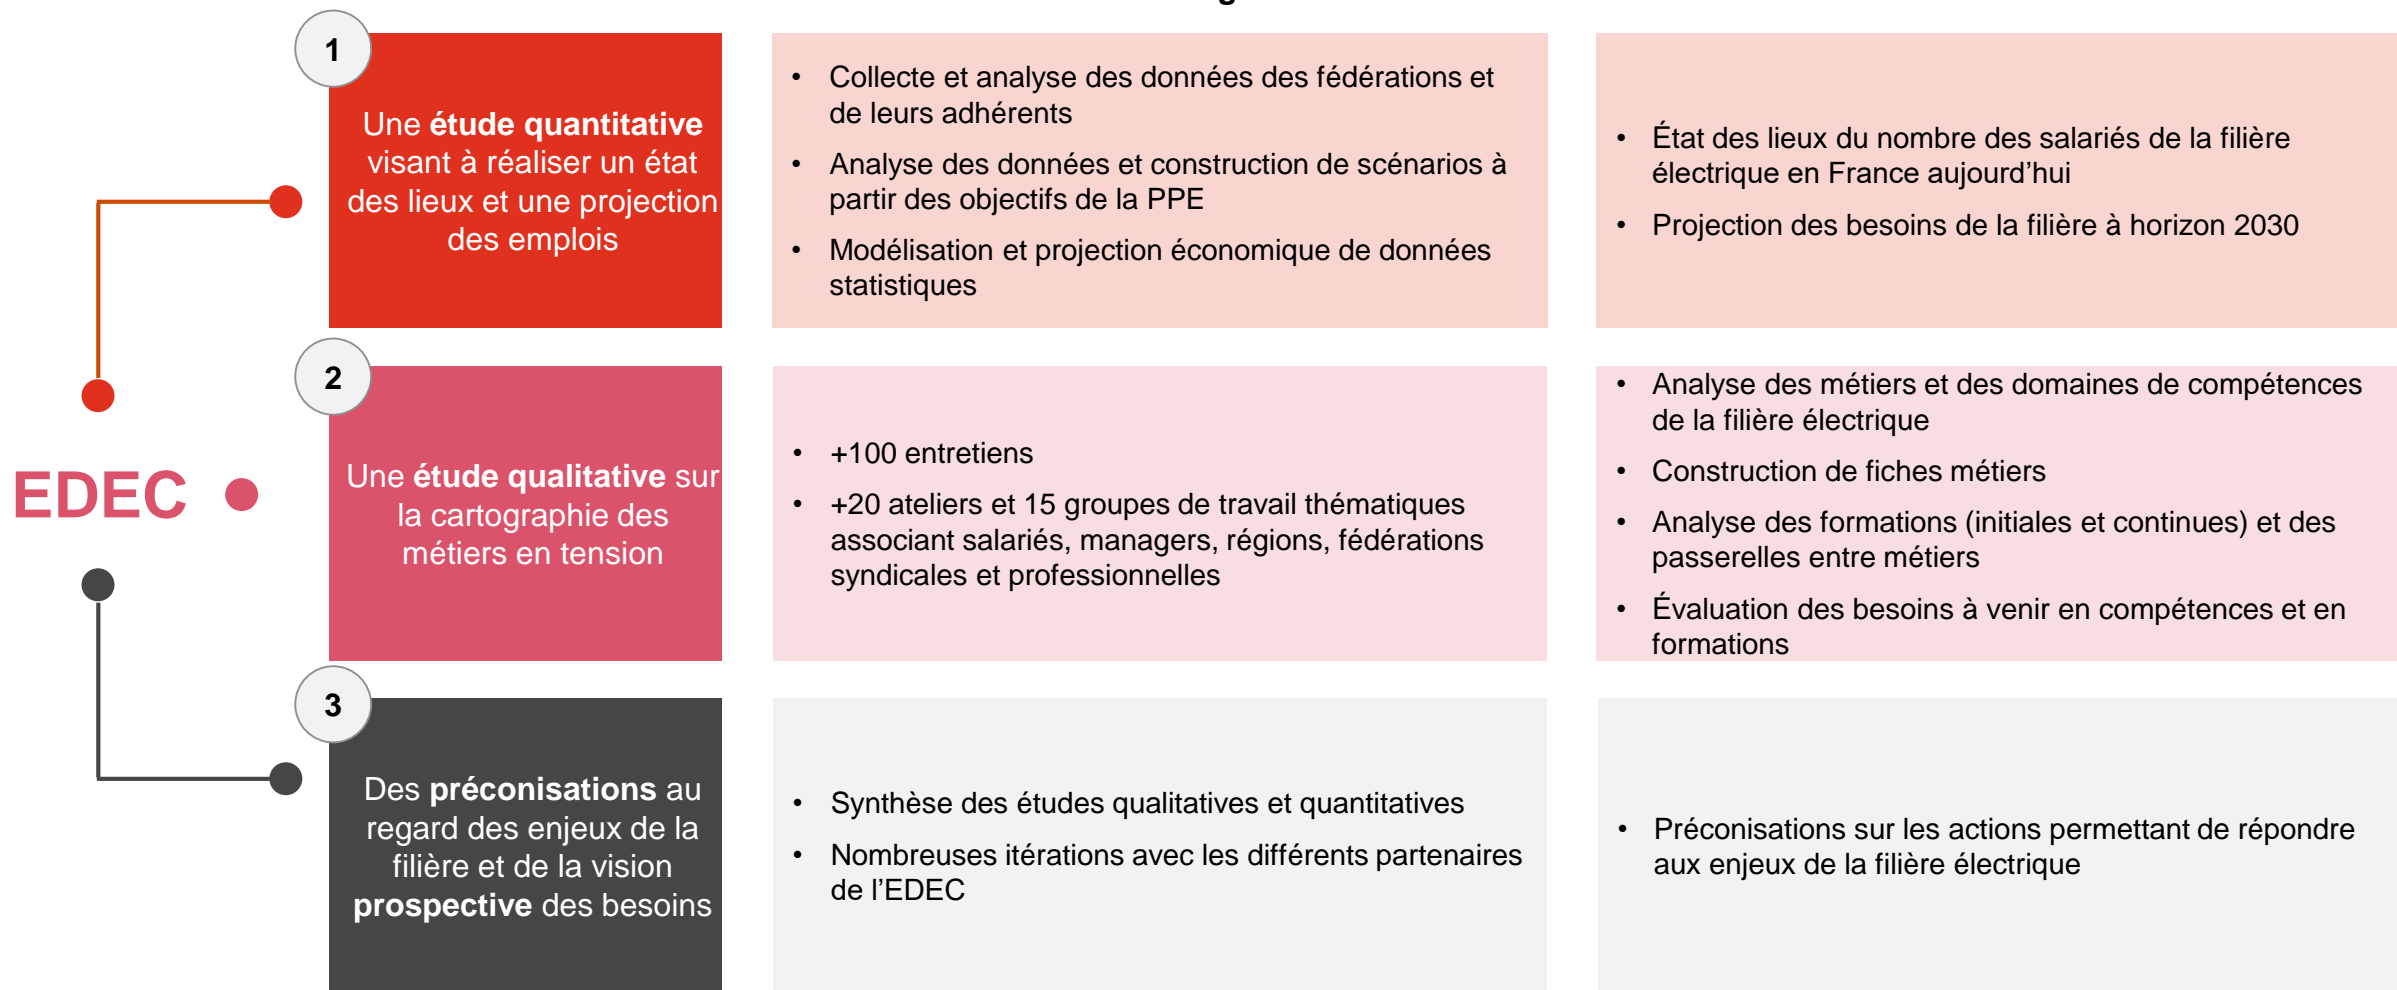 1
Une étude quantitative
visant à réaliser un état
des lieux et une projection
des emplois
• Collecte et analyse des données des fédérations et
de leurs adhérents
• Analyse des données et construction de scénarios à
partir des objectifs de la PPE
• Modélisation et projection économique de données
statistiques
• État des lieux du nombre des salariés de la filière
électrique en France aujourd’hui
• Projection des besoins de la filière à horizon 2030
EDEC
2
Une étude qualitative sur
la cartographie des
métiers en tension
• +100 entretiens
• +20 ateliers et 15 groupes de travail thématiques
associant salariés, managers, régions, fédérations
syndicales et professionnelles
• Analyse des métiers et des domaines de compétences
de la filière électrique
• Construction de fiches métiers
• Analyse des formations (initiales et continues) et des
passerelles entre métiers
• Évaluation des besoins à venir en compétences et en
formations
3
Des préconisations au
regard des enjeux de la
filière et de la vision
prospective des besoins
• Synthèse des études qualitatives et quantitatives
• Nombreuses itérations avec les différents partenaires
de l’EDEC
• Préconisations sur les actions permettant de répondre
aux enjeux de la filière électrique